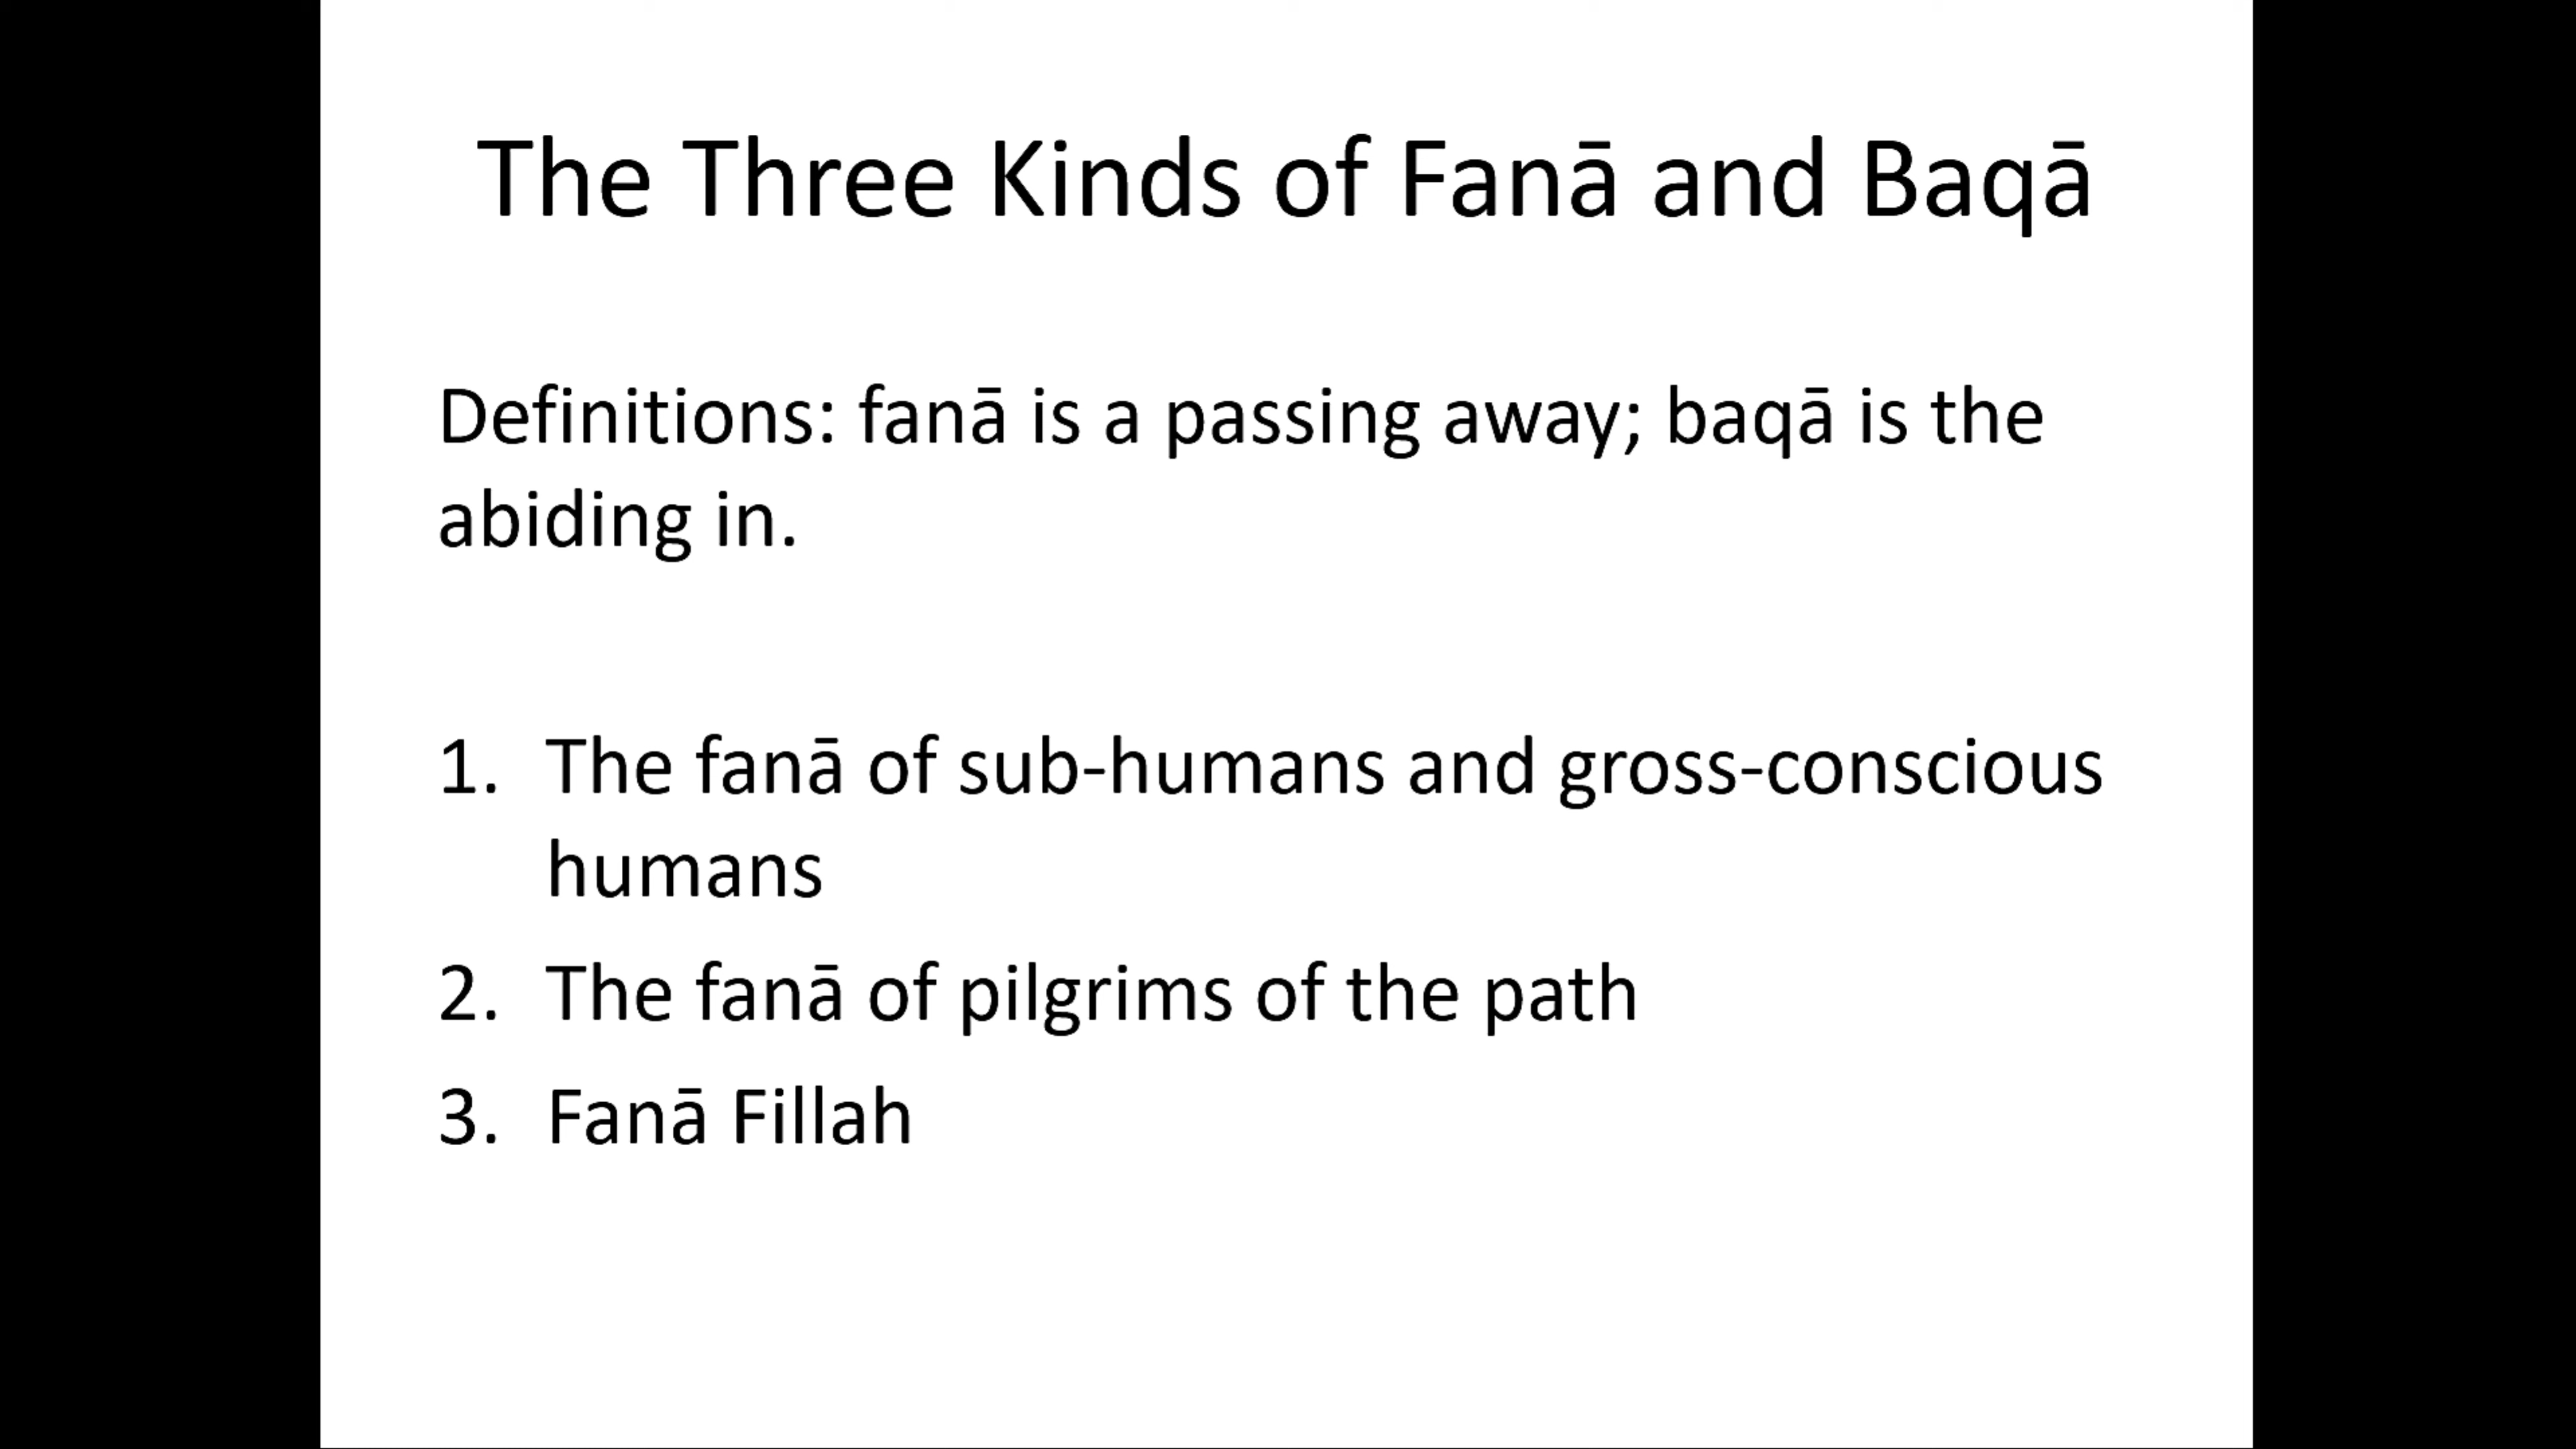 The Three Kinds of Fanā and Baqā
Definitions: fanā is a passing away; baqā is the
abiding in.
1. The fanā of sub-humans and gross-conscious
humans
2. The fanā of pilgrims of the path
3. Fanā Fillah